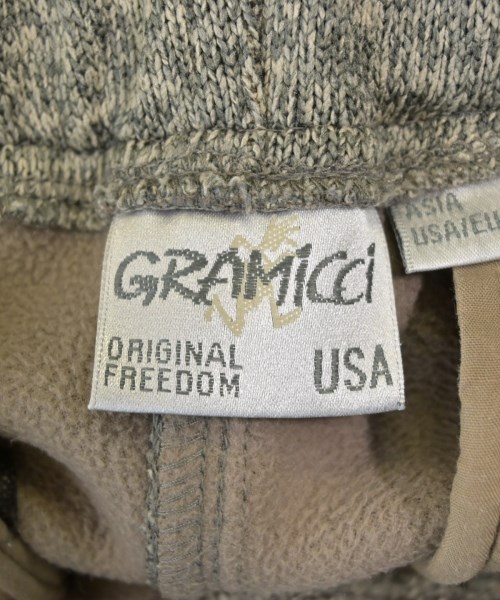 GRAMICCI
ORIGINAL
FREEDOM
USA
ASIA
USA/EU